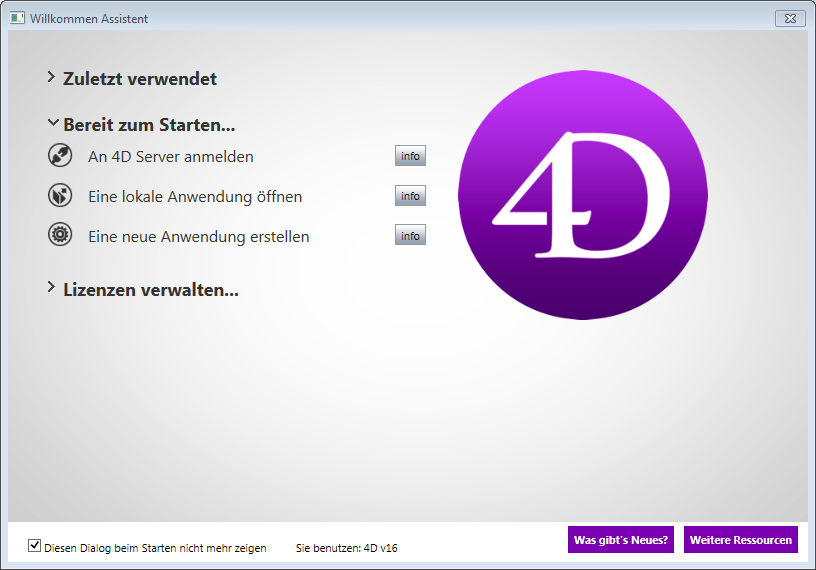 Willkommen Assistent
Zuletzt verwendet
Bereit zum Starten...
An 4D Server anmelden info
Eine lokale Anwendung öffnen info
Eine neue Anwendung erstellen info
Lizenzen verwalten...
4D
Diesen Dialog beim Starten nicht mehr zeigen Sie benutzen: 4D v16 Was gibt's Neues? Weitere Ressourcen